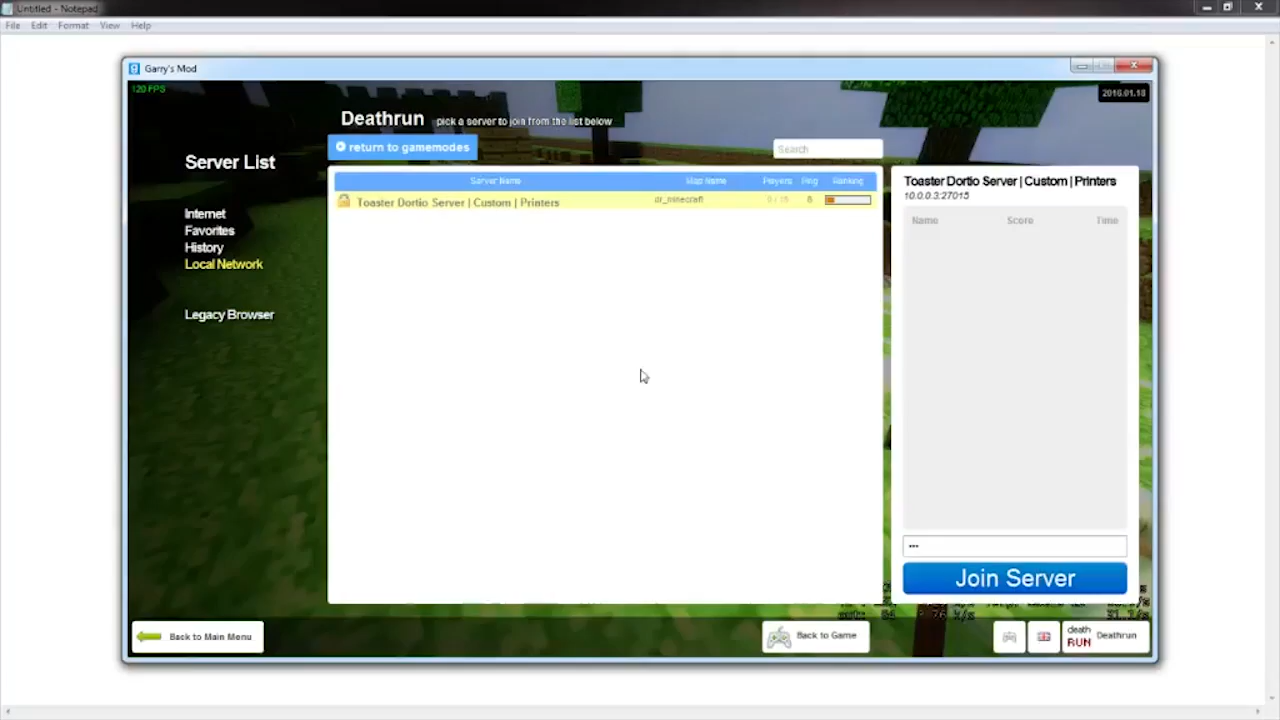 Untitled - Notepad
File Edit Format View Help
Garry's Mod
120 FPS
2016.01.18
Deathrun pick a server to join from the list below
return to gamemodes
Search
Server List
Internet
Favorites
History
Local Network
Legacy Browser
Server Name Map Name Players Ping Ranking
Toaster Dortio Server | Custom | Printers dr_minecraft 0 / 15
Toaster Dortio Server | Custom | Printers
10.0.0.3:27015
Name Score Time
•••
Join Server
Back to Main Menu
Back to Game
death RUN Deathrun